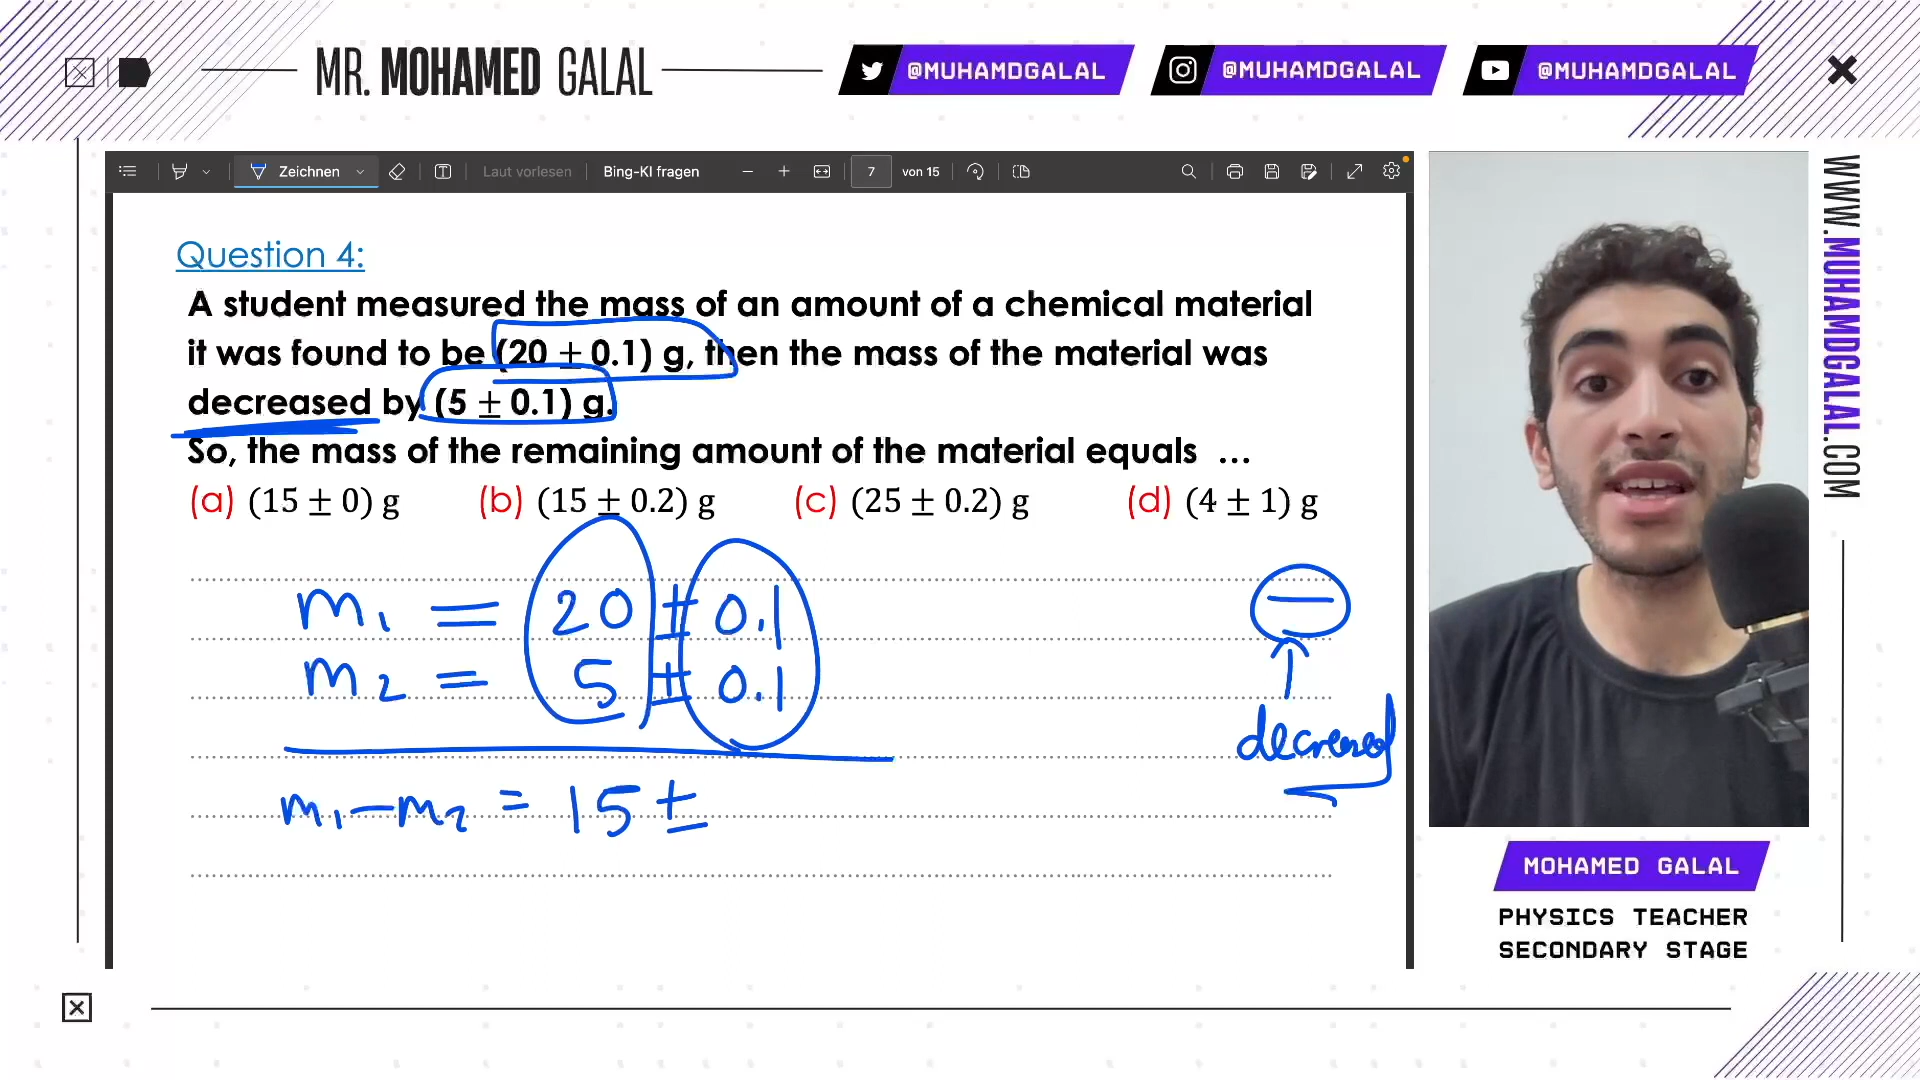 MR. MOHAMED GALAL
@MUHAMDGALAL
@MUHAMDGALAL
@MUHAMDGALAL
Zeichnen
Laut vorlesen
Bing-KI fragen
7
von 15
Question 4:
A student measured the mass of an amount of a chemical material
it was found to be (20 ± 0.1) g, then the mass of the material was
decreased by (5 ± 0.1) g.
So, the mass of the remaining amount of the material equals ...
(a) (15 ± 0) g (b) (15 ± 0.2) g (c) (25 ± 0.2) g (d) (4 ± 1) g
m₁ = 20 ± 0.1
m₂ = 5 ± 0.1
m₁ - m₂ = 15 ±
−
decreased
WWW.MUHAMDGALAL.COM
MOHAMED GALAL
PHYSICS TEACHER
SECONDARY STAGE